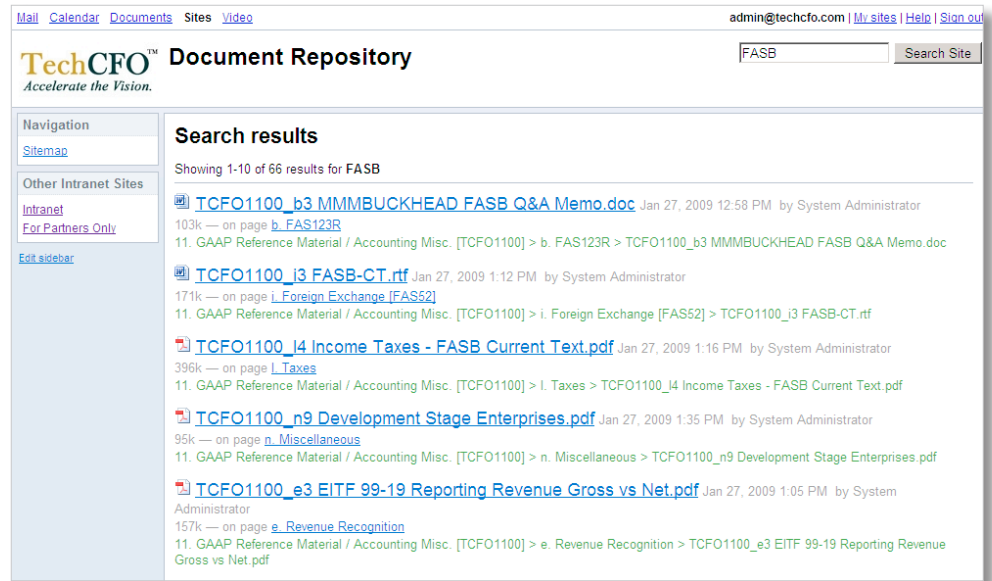 Mail Calendar Documents Sites Video
admin@techcfo.com | My sites | Help | Sign out
TechCFO™
Accelerate the Vision.
Document Repository
FASB
Search Site
Navigation
Sitemap
Other Intranet Sites
Intranet
For Partners Only
Edit sidebar
Search results
Showing 1-10 of 66 results for FASB
TCFO1100_b3 MMMBUCKHEAD FASB Q&A Memo.doc Jan 27, 2009 12:58 PM by System Administrator
103k — on page b. FAS123R
11. GAAP Reference Material / Accounting Misc. [TCFO1100] > b. FAS123R > TCFO1100_b3 MMMBUCKHEAD FASB Q&A Memo.doc
TCFO1100_i3 FASB-CT.rtf Jan 27, 2009 1:12 PM by System Administrator
171k — on page i. Foreign Exchange [FAS52]
11. GAAP Reference Material / Accounting Misc. [TCFO1100] > i. Foreign Exchange [FAS52] > TCFO1100_i3 FASB-CT.rtf
TCFO1100_l4 Income Taxes - FASB Current Text.pdf Jan 27, 2009 1:16 PM by System Administrator
396k — on page l. Taxes
11. GAAP Reference Material / Accounting Misc. [TCFO1100] > l. Taxes > TCFO1100_l4 Income Taxes - FASB Current Text.pdf
TCFO1100_n9 Development Stage Enterprises.pdf Jan 27, 2009 1:35 PM by System Administrator
95k — on page n. Miscellaneous
11. GAAP Reference Material / Accounting Misc. [TCFO1100] > n. Miscellaneous > TCFO1100_n9 Development Stage Enterprises.pdf
TCFO1100_e3 EITF 99-19 Reporting Revenue Gross vs Net.pdf Jan 27, 2009 1:05 PM by System
Administrator
157k — on page e. Revenue Recognition
11. GAAP Reference Material / Accounting Misc. [TCFO1100] > e. Revenue Recognition > TCFO1100_e3 EITF 99-19 Reporting Revenue
Gross vs Net.pdf